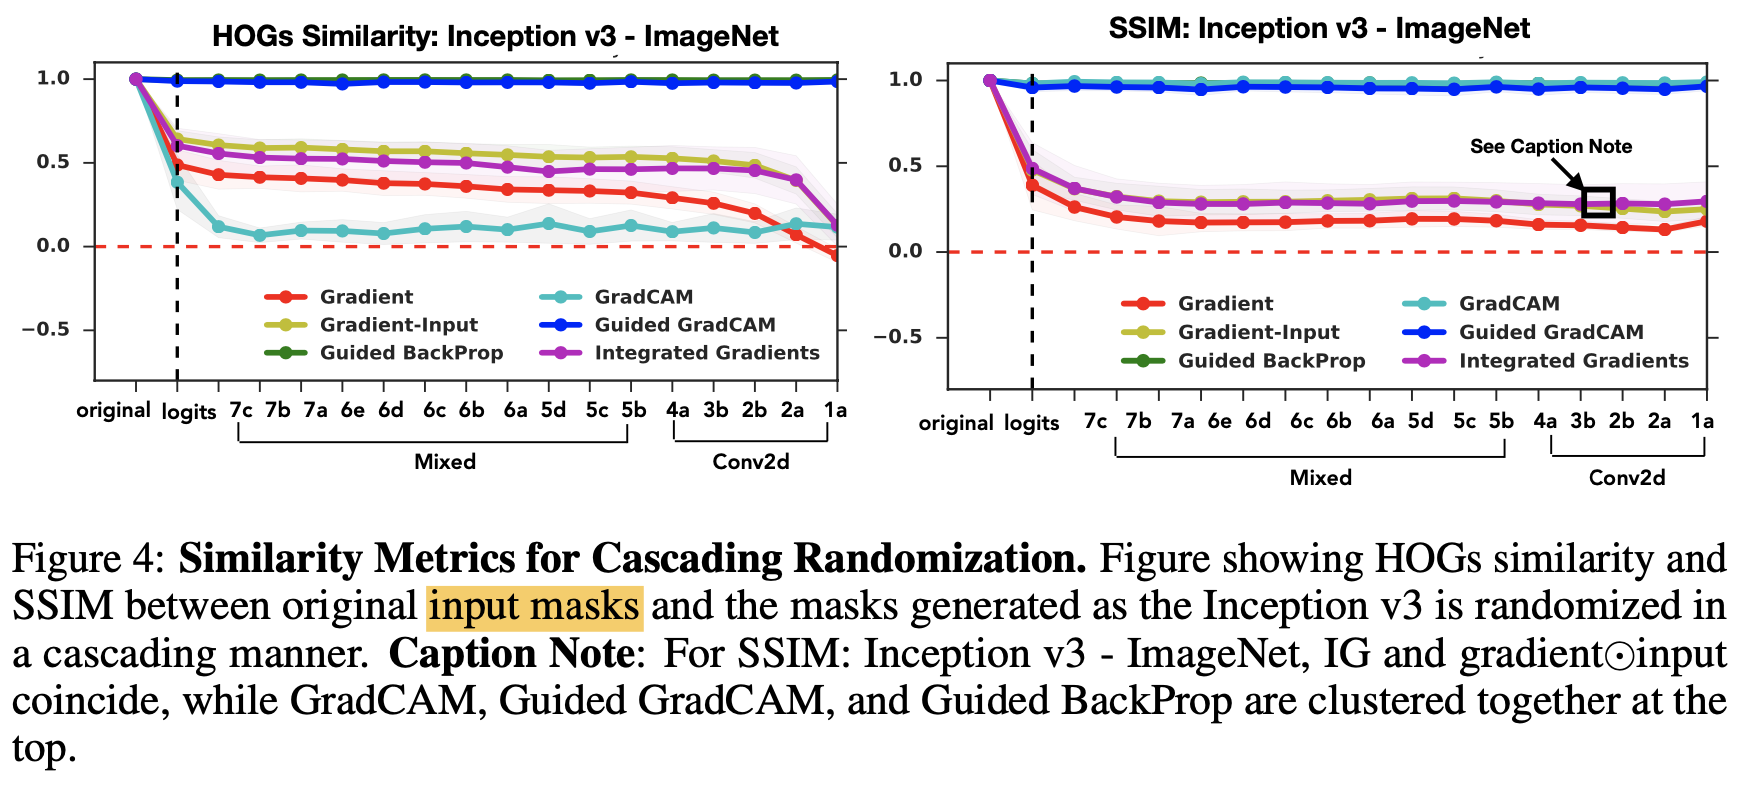 HOGs Similarity: Inception v3 - ImageNet
1.0
0.5
0.0
−0.5
Gradient
Gradient-Input
Guided BackProp
GradCAM
Guided GradCAM
Integrated Gradients
original logits 7c 7b 7a 6e 6d 6c 6b 6a 5d 5c 5b 4a 3b 2b 2a 1a
Mixed Conv2d
SSIM: Inception v3 - ImageNet
1.0
0.5
0.0
−0.5
See Caption Note
Gradient
Gradient-Input
Guided BackProp
GradCAM
Guided GradCAM
Integrated Gradients
original logits 7c 7b 7a 6e 6d 6c 6b 6a 5d 5c 5b 4a 3b 2b 2a 1a
Mixed Conv2d
Figure 4: Similarity Metrics for Cascading Randomization. Figure showing HOGs similarity and
SSIM between original input masks and the masks generated as the Inception v3 is randomized in
a cascading manner. Caption Note: For SSIM: Inception v3 - ImageNet, IG and gradient⊙input
coincide, while GradCAM, Guided GradCAM, and Guided BackProp are clustered together at the
top.